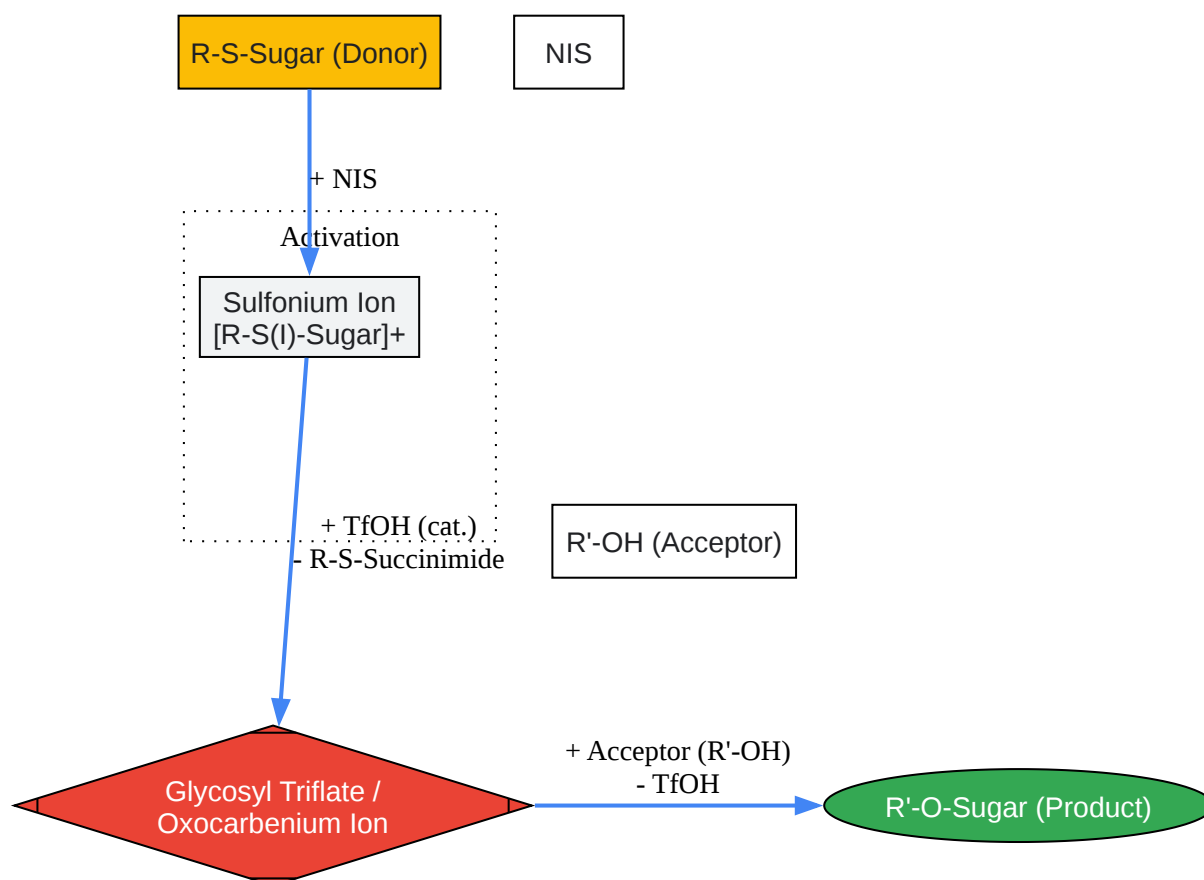 R-S-Sugar (Donor)
NIS
+ NIS
Activation
Sulfonium Ion
[R-S(I)-Sugar]+
+ TfOH (cat.)
- R-S-Succinimide
R'-OH (Acceptor)
Glycosyl Triflate /
Oxocarbenium Ion
+ Acceptor (R'-OH)
- TfOH
R'-O-Sugar (Product)